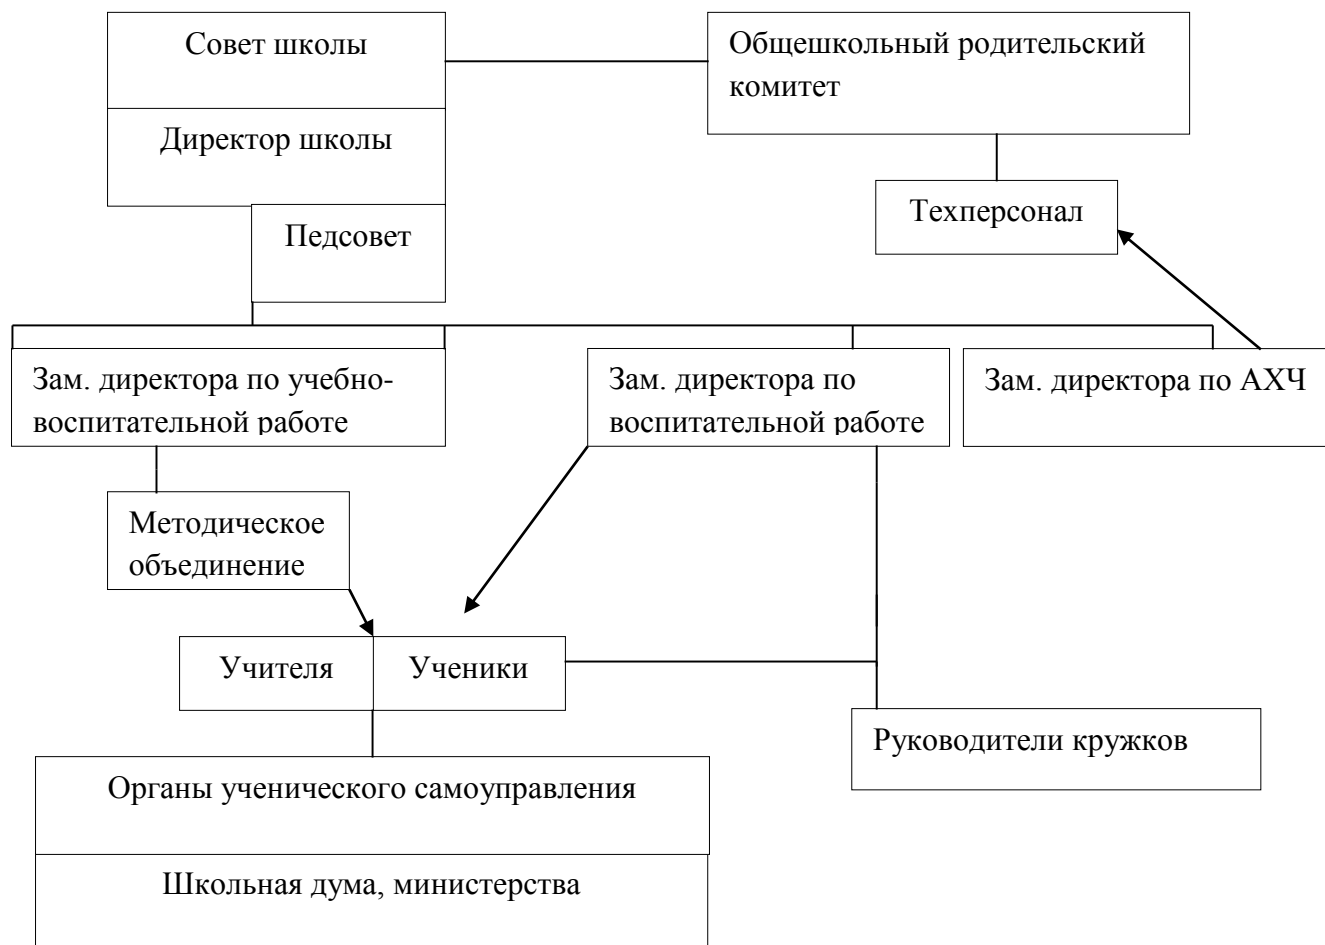 Совет школы
Общешкольный родительский
комитет
Директор школы
Техперсонал
Педсовет
Зам. директора по учебно-
воспитательной работе
Зам. директора по
воспитательной работе
Зам. директора по АХЧ
Методическое
объединение
Учителя
Ученики
Руководители кружков
Органы ученического самоуправления
Школьная дума, министерства